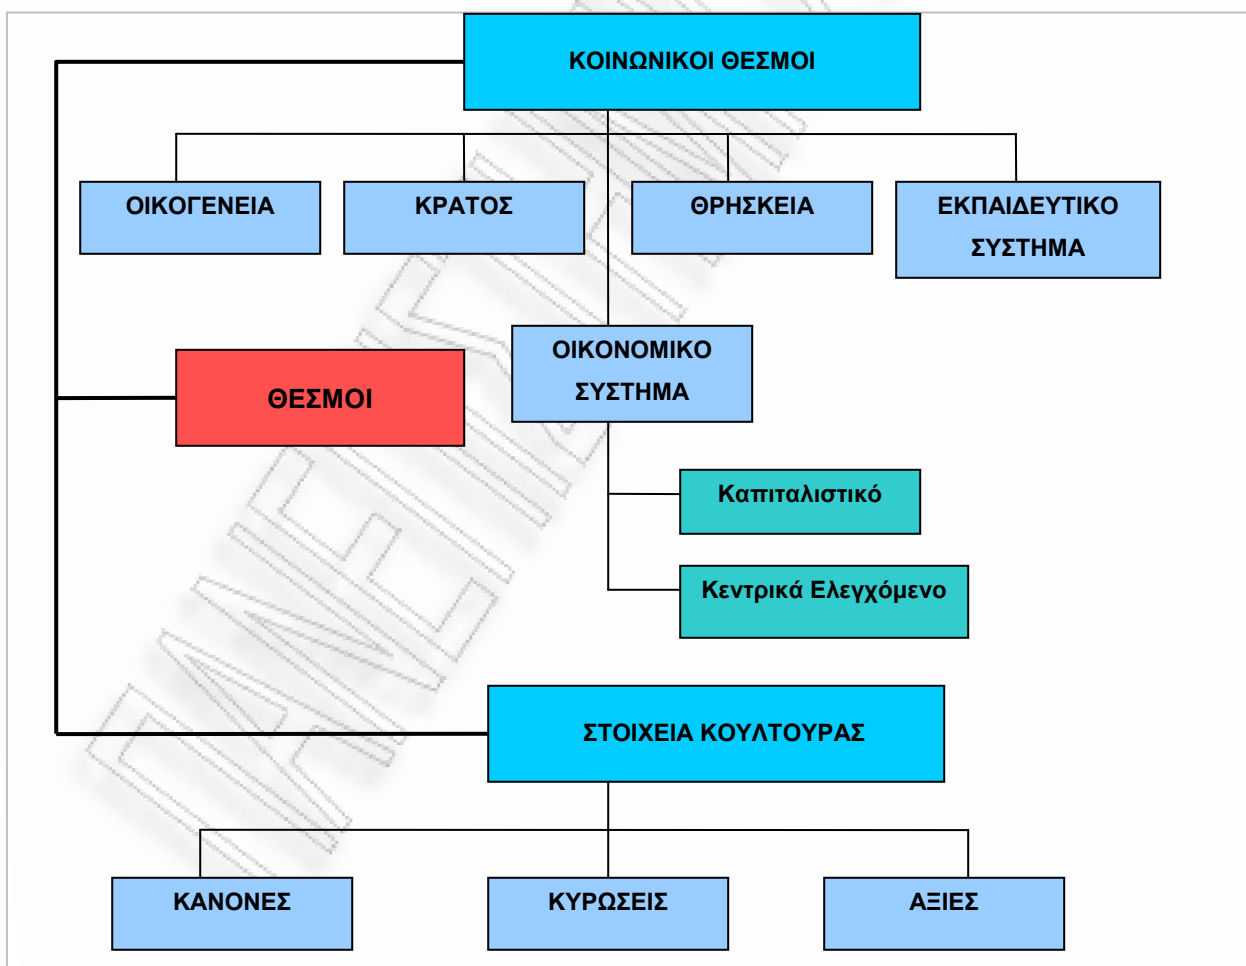 ΚΟΙΝΩΝΙΚΟΙ ΘΕΣΜΟΙ
ΟΙΚΟΓΕΝΕΙΑ
ΚΡΑΤΟΣ
ΘΡΗΣΚΕΙΑ
ΕΚΠΑΙΔΕΥΤΙΚΟ
ΣΥΣΤΗΜΑ
ΟΙΚΟΝΟΜΙΚΟ
ΣΥΣΤΗΜΑ
ΘΕΣΜΟΙ
Καπιταλιστικό
Κεντρικά Ελεγχόμενο
ΣΤΟΙΧΕΙΑ ΚΟΥΛΤΟΥΡΑΣ
ΚΑΝΟΝΕΣ
ΚΥΡΩΣΕΙΣ
ΑΞΙΕΣ